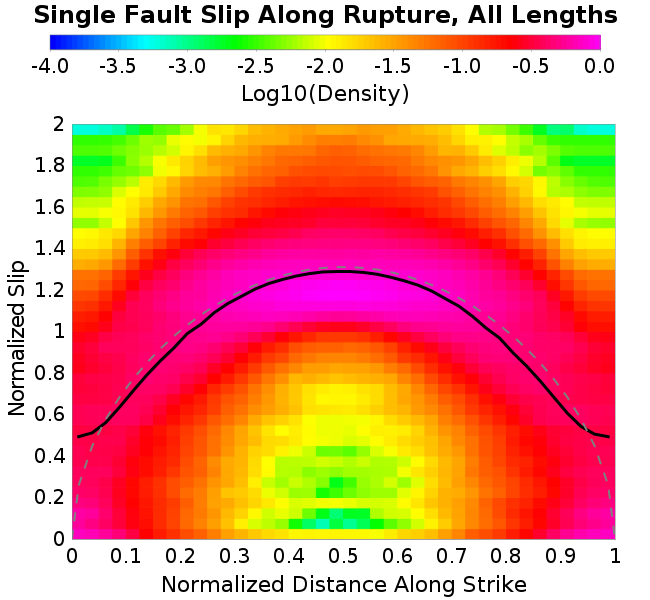 Single Fault Slip Along Rupture, All Lengths
-4.0 -3.5 -3.0 -2.5 -2.0 -1.5 -1.0 -0.5 0.0
Log10(Density)
Normalized Slip
2
1.8
1.6
1.4
1.2
1
0.8
0.6
0.4
0.2
0
0 0.1 0.2 0.3 0.4 0.5 0.6 0.7 0.8 0.9 1
Normalized Distance Along Strike